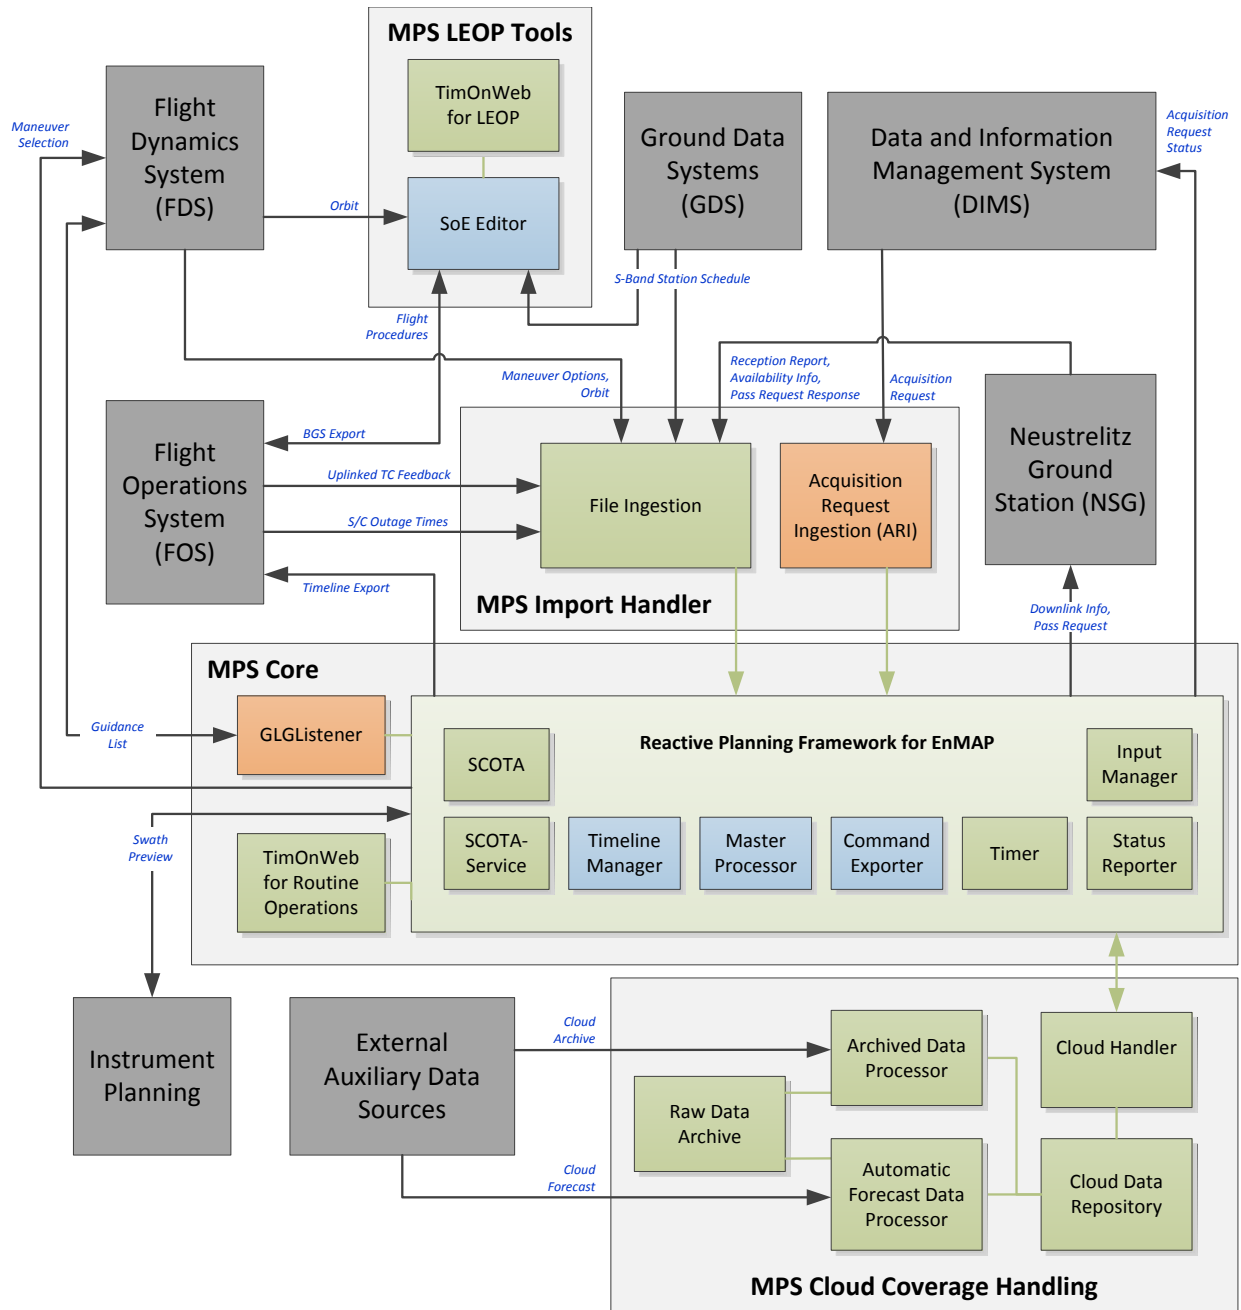 MPS LEOP Tools
TimOnWeb
for LEOP
SoE Editor
Maneuver
Selection
Flight
Dynamics
System
(FDS)
Orbit
Ground Data
Systems
(GDS)
Data and Information
Management System
(DIMS)
Acquisition
Request
Status
S-Band Station Schedule
Flight
Procedures
Maneuver Options,
Orbit
Reception Report,
Availability Info,
Pass Request Response
Acquisition
Request
Flight
Operations
System
(FOS)
BGS Export
Uplinked TC Feedback
S/C Outage Times
Timeline Export
File Ingestion
Acquisition
Request
Ingestion (ARI)
MPS Import Handler
Neustrelitz
Ground
Station (NSG)
Downlink Info,
Pass Request
MPS Core
Guidance
List
GLGListener
Reactive Planning Framework for EnMAP
SCOTA
Input
Manager
Swath
Preview
TimOnWeb
for Routine
Operations
SCOTA-
Service
Timeline
Manager
Master
Processor
Command
Exporter
Timer
Status
Reporter
Instrument
Planning
External
Auxiliary Data
Sources
Cloud
Archive
Cloud
Forecast
Archived Data
Processor
Cloud Handler
Raw Data
Archive
Automatic
Forecast Data
Processor
Cloud Data
Repository
MPS Cloud Coverage Handling